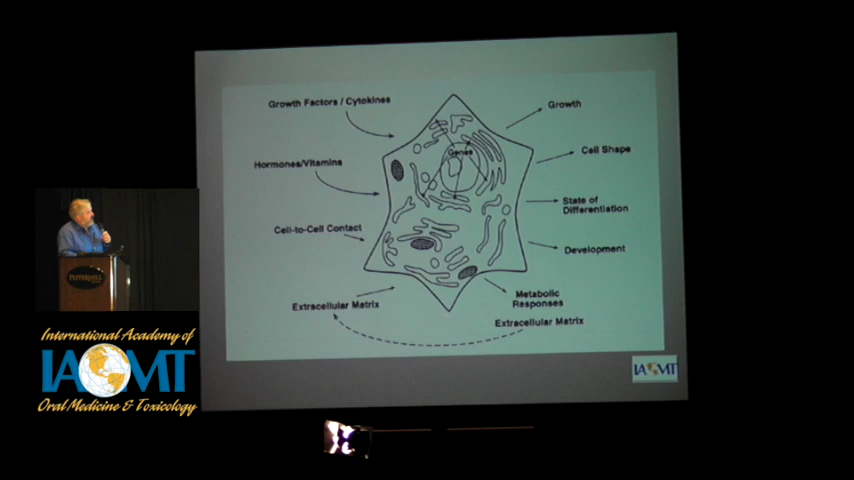 Growth Factors / Cytokines
Hormones/Vitamins
Cell-to-Cell Contact
Extracellular Matrix
Genes
Growth
Cell Shape
State of
Differentiation
Development
Metabolic
Responses
Extracellular Matrix
IAOMT
PEPPERMILL
International Academy of
IAOMT
Oral Medicine & Toxicology